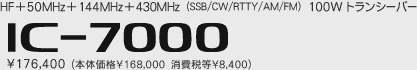 HF＋50MHz＋144MHz＋430MHz（SSB/CW/RTTY/AM/FM）100W トランシーバー
IC-7000
￥176,400（本体価格￥168,000 消費税等￥8,400）